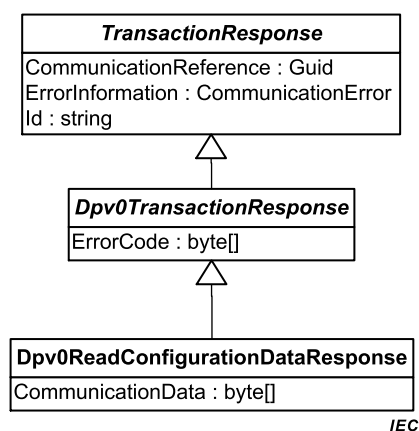 TransactionResponse
CommunicationReference : Guid
ErrorInformation : CommunicationError
Id : string
Dpv0TransactionResponse
ErrorCode : byte[]
Dpv0ReadConfigurationDataResponse
CommunicationData : byte[]
IEC